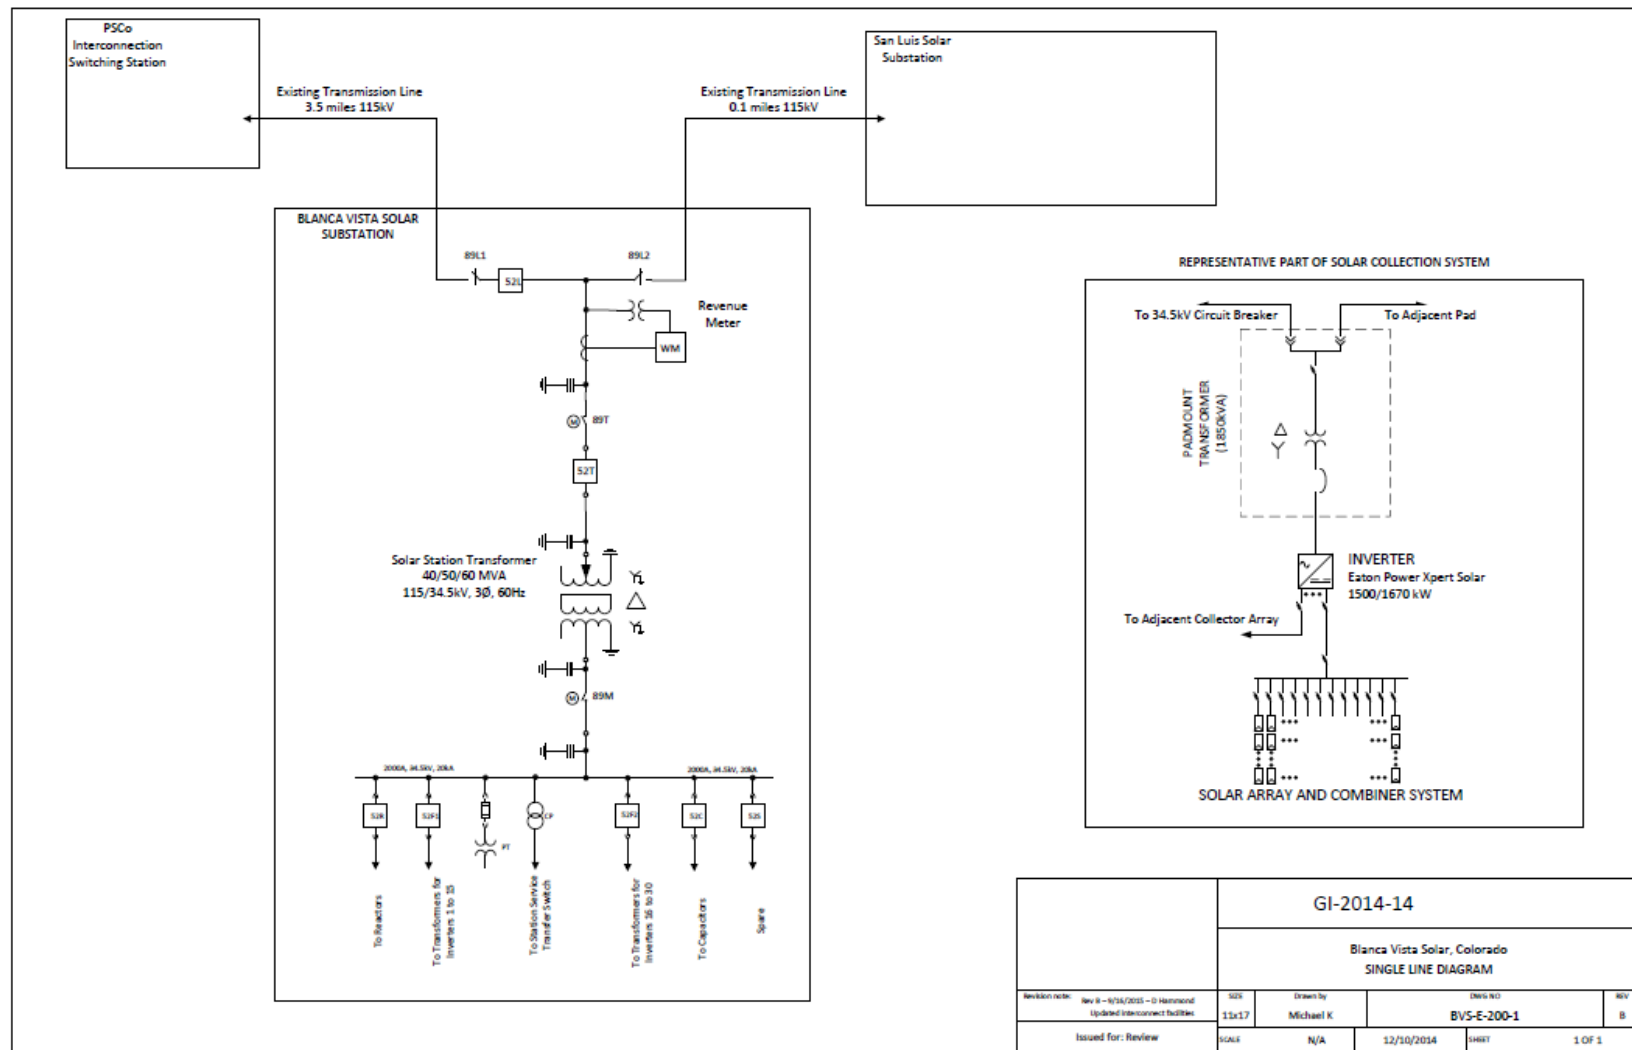 PSCo
Interconnection
Switching Station
San Luis Solar
Substation
Existing Transmission Line
3.5 miles 115kV
Existing Transmission Line
0.1 miles 115kV
BLANCA VISTA SOLAR
SUBSTATION
89L1
52L
89L2
Revenue
Meter
WM
M
89T
52T
Solar Station Transformer
40/50/60 MVA
115/34.5kV, 3Ø, 60Hz
M
89M
2000A, 34.5kV, 20kA
2000A, 34.5kV, 20kA
52R
52F1
PT
CP
52F2
52C
52S
To Reactors
To Transformers for
Inverters 1 to 15
To Station Service
Transfer Switch
To Transformers for
Inverters 16 to 30
To Capacitors
Spare
REPRESENTATIVE PART OF SOLAR COLLECTION SYSTEM
To 34.5kV Circuit Breaker
To Adjacent Pad
PADMOUNT
TRANSFORMER
(1850kVA)
INVERTER
Eaton Power Xpert Solar
1500/1670 kW
To Adjacent Collector Array
SOLAR ARRAY AND COMBINER SYSTEM
GI-2014-14
Blanca Vista Solar, Colorado
SINGLE LINE DIAGRAM
Revision note: Rev B – 9/16/2015 – D Hammond
Updated interconnect facilities
Issued for: Review
SIZE
11x17
Drawn by
Michael K
DWG NO
BVS-E-200-1
REV
B
SCALE
N/A
12/10/2014
SHEET
1 OF 1